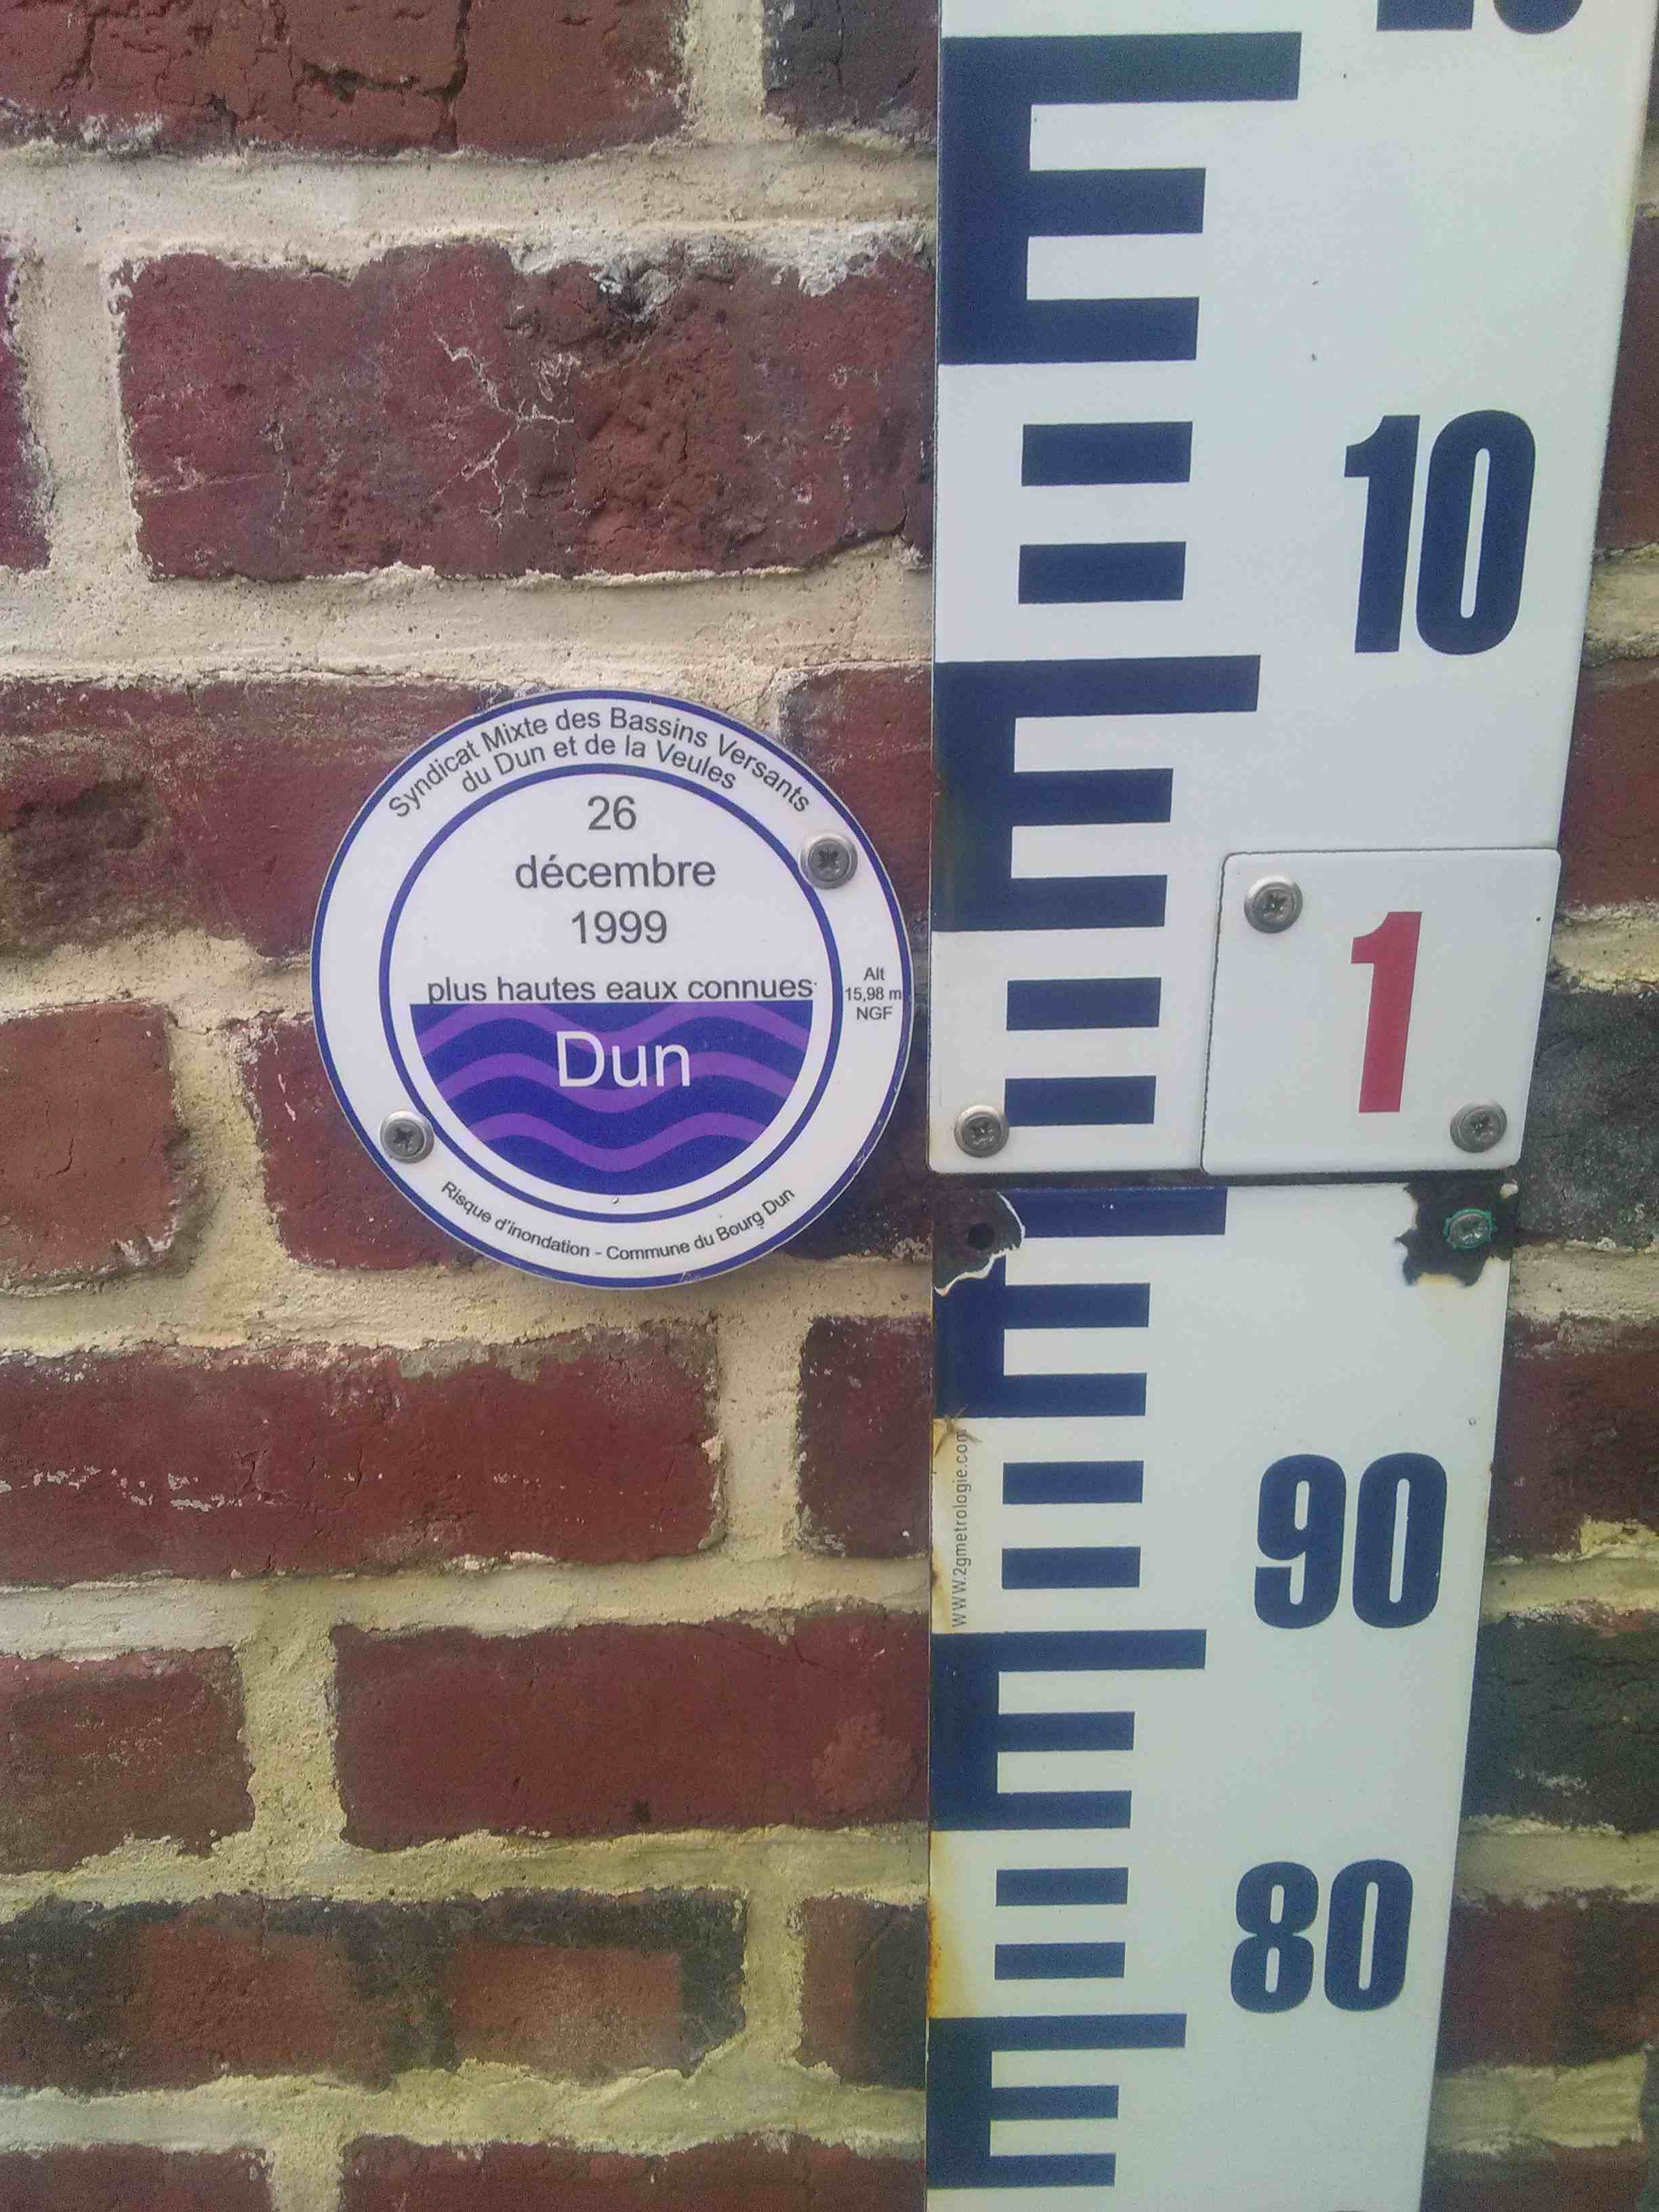 Syndicat Mixte des Bassins Versants
du Dun et de la Veules
26
décembre
1999
plus hautes eaux connues
Alt
15,98 m
NGF
Dun
Risque d'inondation - Commune du Bourg Dun
10
1
www.2gmetrologie.com
90
80